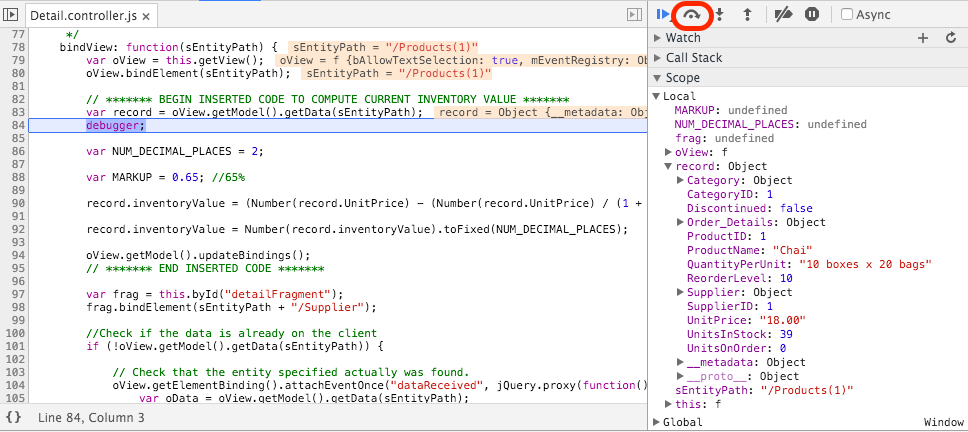 Detail.controller.js ×
77 */
78 bindView: function(sEntityPath) { sEntityPath = "/Products(1)"
79 var oView = this.getView(); oView = f {bAllowTextSelection: true, mEventRegistry: Ob
80 oView.bindElement(sEntityPath); sEntityPath = "/Products(1)"
81
82 // ******* BEGIN INSERTED CODE TO COMPUTE CURRENT INVENTORY VALUE *******
83 var record = oView.getModel().getData(sEntityPath); record = Object {__metadata: Obj
84 debugger;
85
86 var NUM_DECIMAL_PLACES = 2;
87
88 var MARKUP = 0.65; //65%
89
90 record.inventoryValue = (Number(record.UnitPrice) - (Number(record.UnitPrice) / (1 +
91
92 record.inventoryValue = Number(record.inventoryValue).toFixed(NUM_DECIMAL_PLACES);
93
94 oView.getModel().updateBindings();
95 // ******* END INSERTED CODE *******
96
97 var frag = this.byId("detailFragment");
98 frag.bindElement(sEntityPath + "/Supplier");
99
100 //Check if the data is already on the client
101 if (!oView.getModel().getData(sEntityPath)) {
102
103 // Check that the entity specified actually was found.
104 oView.getElementBinding().attachEventOnce("dataReceived", jQuery.proxy(function()
105 var oData = oView.getModel().getData(sEntityPath);
{} Line 84, Column 3
Async
Watch
Call Stack
Scope
Local
MARKUP: undefined
NUM_DECIMAL_PLACES: undefined
frag: undefined
oView: f
record: Object
Category: Object
CategoryID: 1
Discontinued: false
Order_Details: Object
ProductID: 1
ProductName: "Chai"
QuantityPerUnit: "10 boxes x 20 bags"
ReorderLevel: 10
Supplier: Object
SupplierID: 1
UnitPrice: "18.00"
UnitsInStock: 39
UnitsOnOrder: 0
__metadata: Object
__proto__: Object
sEntityPath: "/Products(1)"
this: f
Global Window